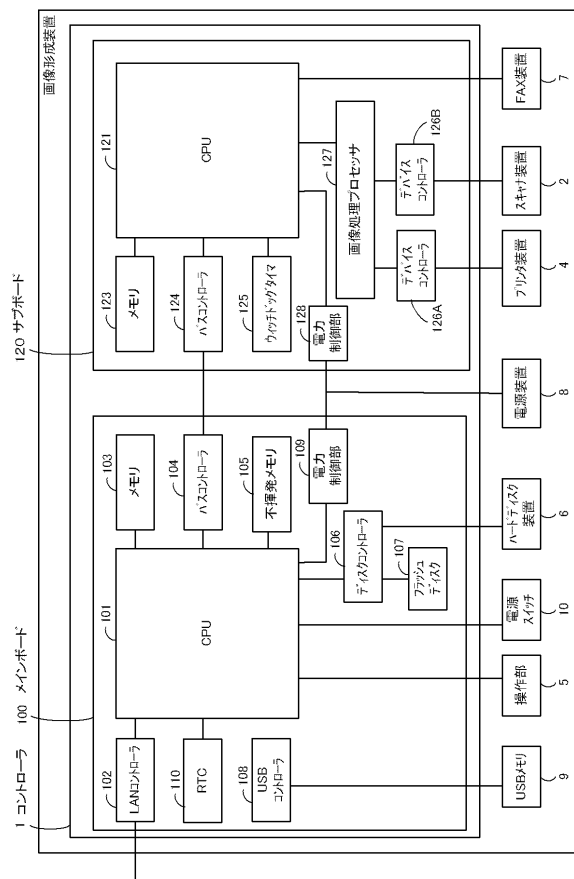 画像形成装置
1 コントローラ
100 メインボード
120 サブボード
102
LANコントローラ
110
RTC
108
USB
コントローラ
101
CPU
103
メモリ
104
バスコントローラ
105
不揮発メモリ
109
電力
制御部
106
ディスクコントローラ
107
フラッシュ
ディスク
123
メモリ
124
バスコントローラ
125
ウィッチドッグタイマ
128
電力
制御部
121
CPU
127
画像処理プロセッサ
126A
デバイス
コントローラ
126B
デバイス
コントローラ
USBメモリ
9
操作部
5
電源
スイッチ
10
ハードディスク
装置
6
電源装置
8
プリンタ装置
4
スキャナ装置
2
FAX装置
7